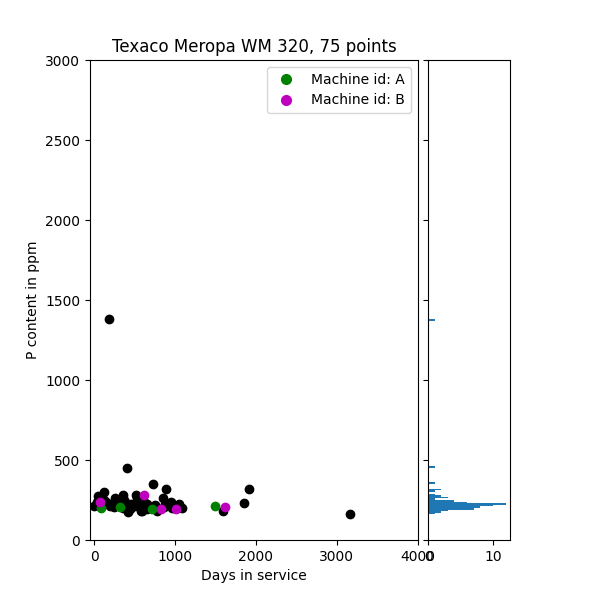 Texaco Meropa WM 320, 75 points
Machine id: A
Machine id: B
P content in ppm
3000
2500
2000
1500
1000
500
0
0 1000 2000 3000 4000
0 10
Days in service